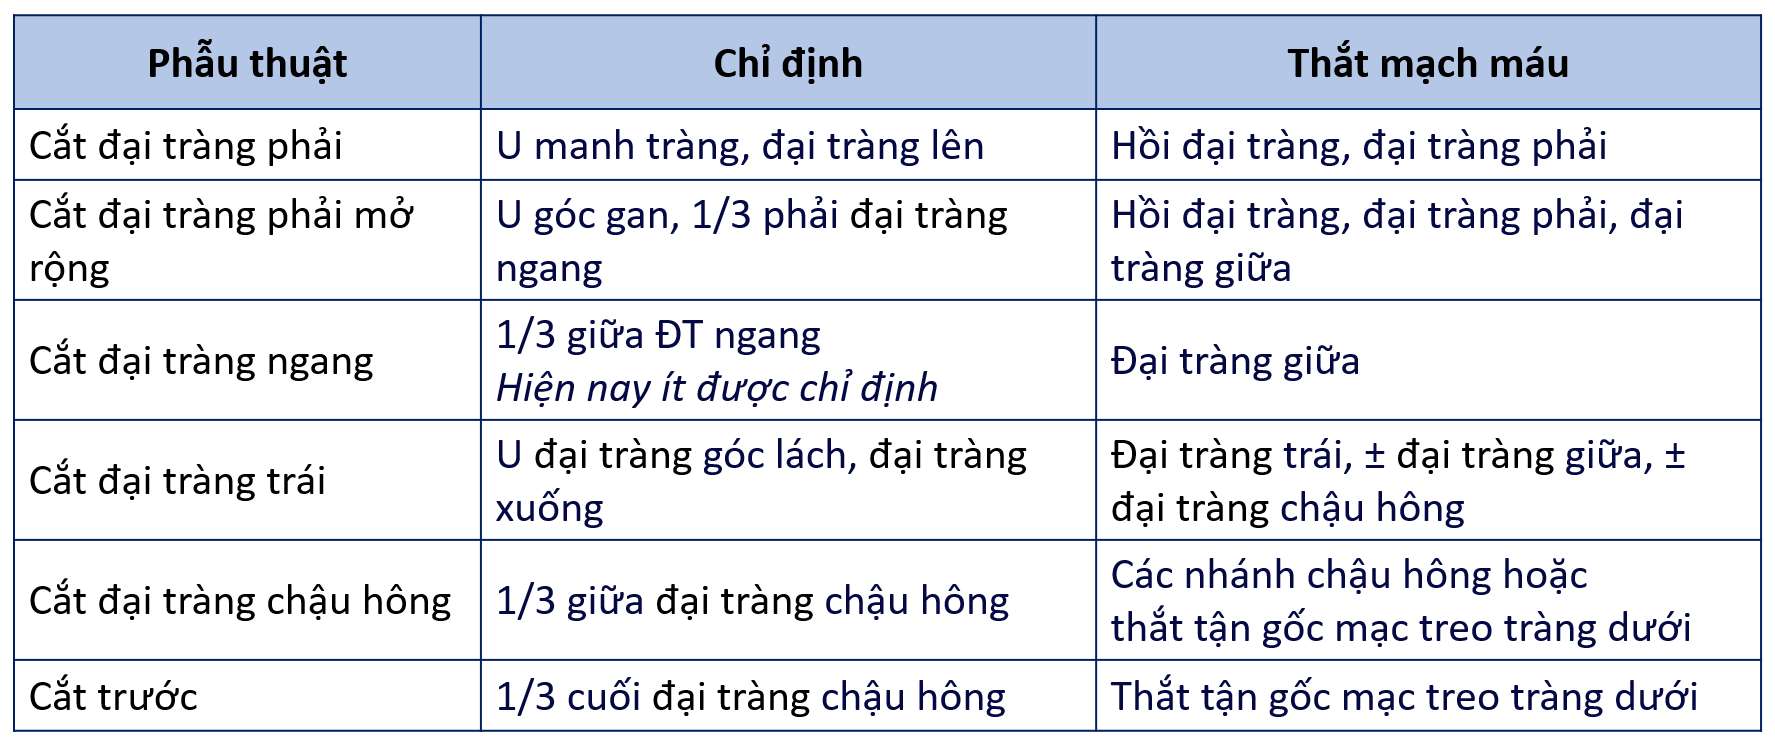 Phẫu thuật
Chỉ định
Thắt mạch máu
Cắt đại tràng phải
U manh tràng, đại tràng lên
Hồi đại tràng, đại tràng phải
Cắt đại tràng phải mở
rộng
U góc gan, 1/3 phải đại tràng
ngang
Hồi đại tràng, đại tràng phải, đại
tràng giữa
Cắt đại tràng ngang
1/3 giữa ĐT ngang
Hiện nay ít được chỉ định
Đại tràng giữa
Cắt đại tràng trái
U đại tràng góc lách, đại tràng
xuống
Đại tràng trái, ± đại tràng giữa, ±
đại tràng chậu hông
Cắt đại tràng chậu hông
1/3 giữa đại tràng chậu hông
Các nhánh chậu hông hoặc
thắt tận gốc mạc treo tràng dưới
Cắt trước
1/3 cuối đại tràng chậu hông
Thắt tận gốc mạc treo tràng dưới